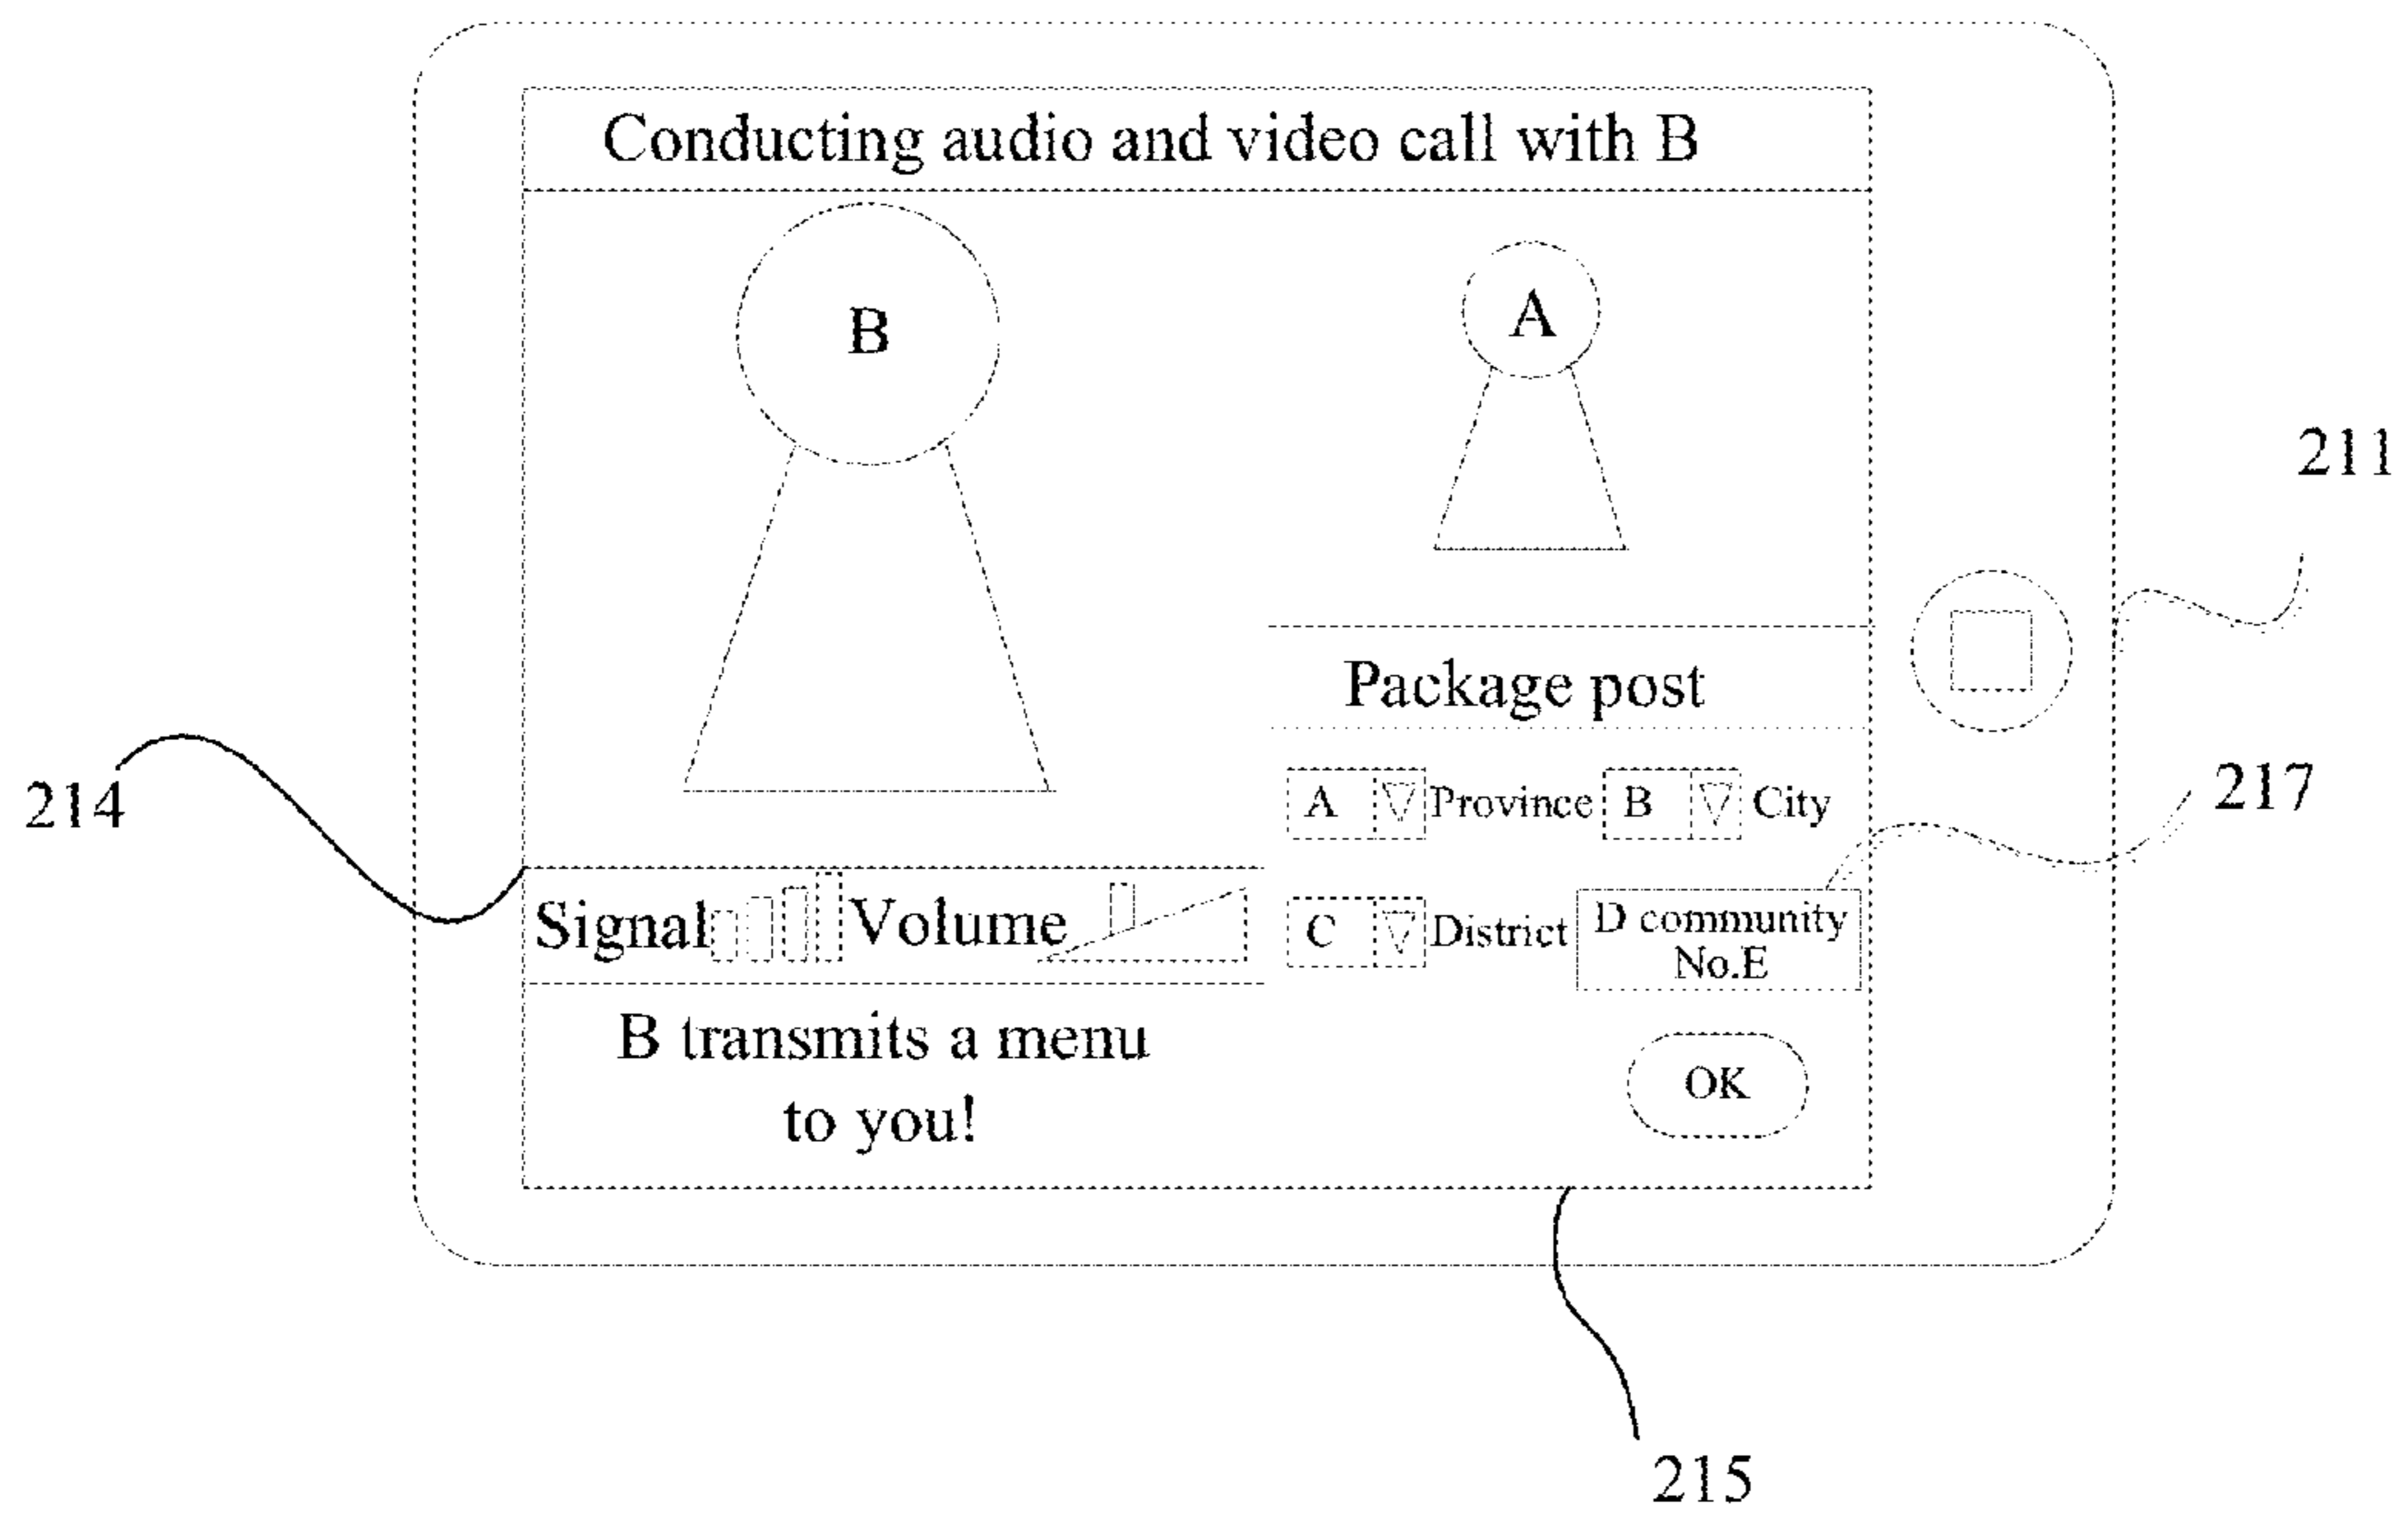 Conducting audio and video call with B
B
A
211
Package post
A Province B City
217
214
Signal Volume
C District
D community
No.E
B transmits a menu
to you!
OK
215